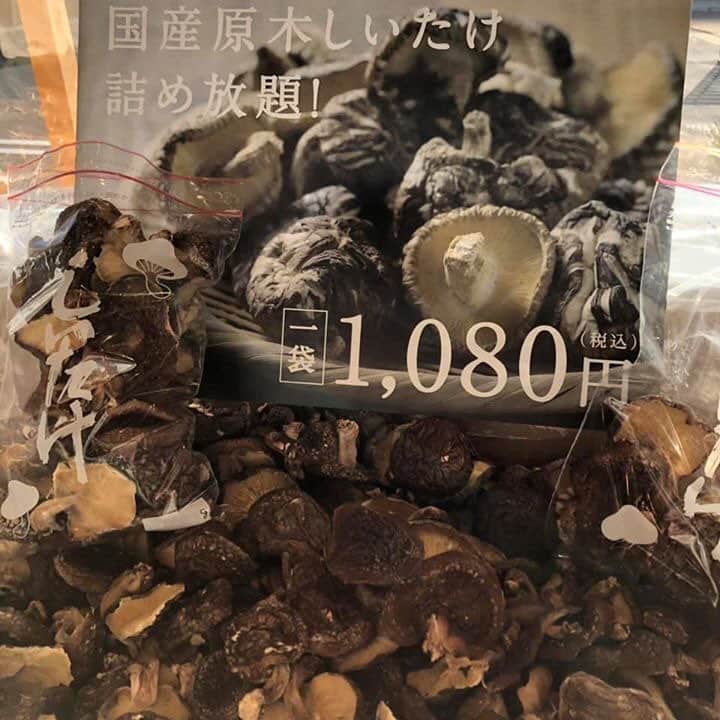 国産原木しいたけ
詰め放題!
一袋
1,080円
(税込)
しいたけ